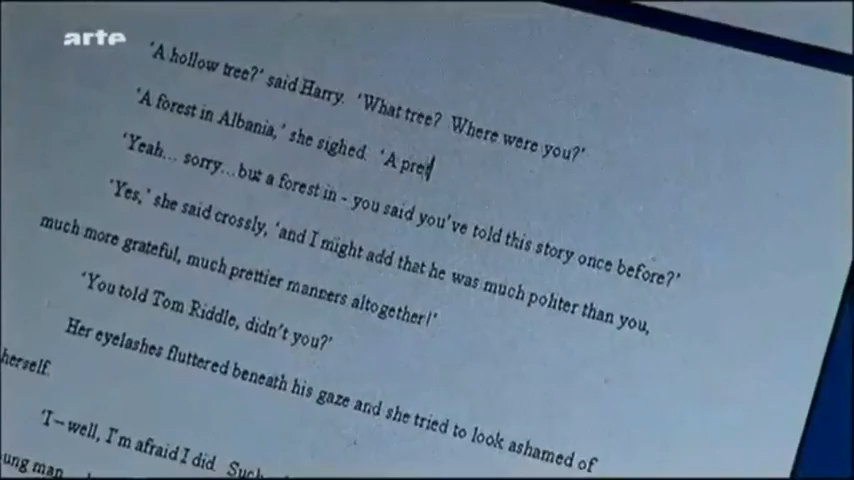 arte
'A hollow tree?' said Harry. 'What tree? Where were you?'
'A forest in Albania,' she sighed. 'A pre
'Yeah... sorry...but a forest in - you said you've told this story once before?'
'Yes,' she said crossly, 'and I might add that he was much politer than you,
much more grateful, much prettier manners altogether!'
'You told Tom Riddle, didn't you?'
Her eyelashes fluttered beneath his gaze and she tried to look ashamed of
herself.
'I – well, I'm afraid I did. Such
man